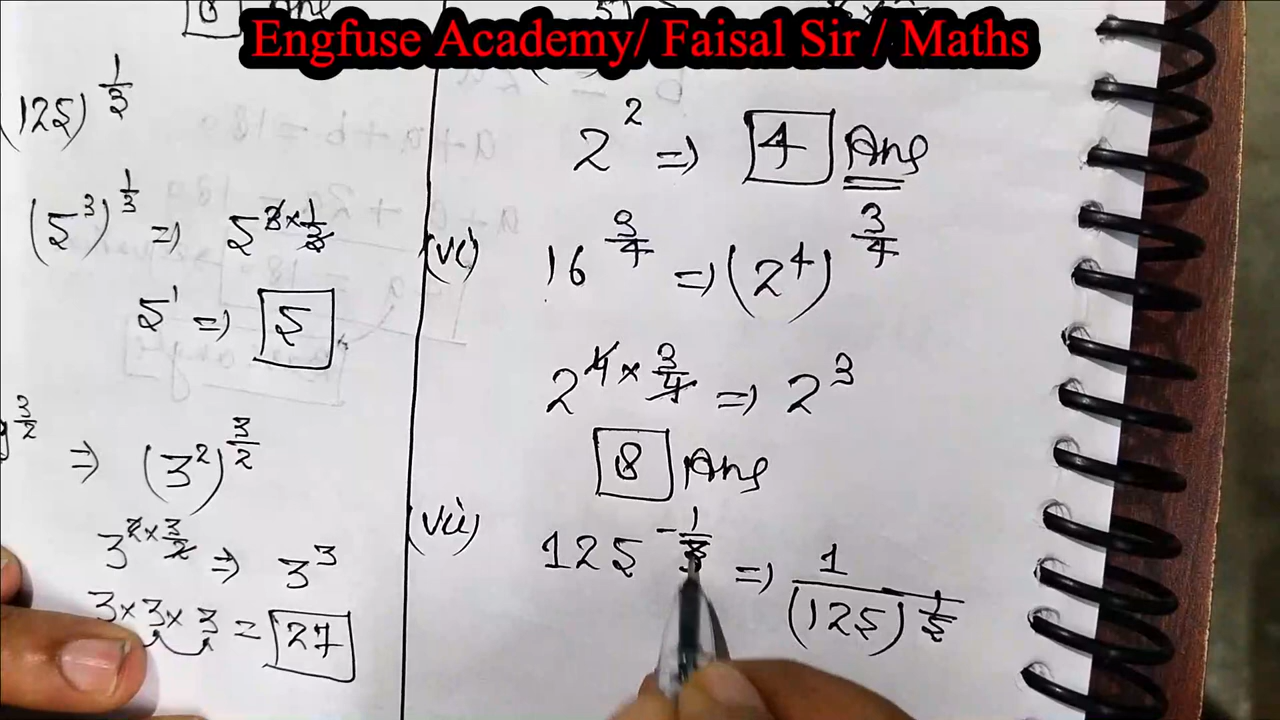 Engfuse Academy/ Faisal Sir / Maths
(125)^{1/3}
(5^3)^{1/3} => 5^{3×1/3}
5^1 => 5
^{3/2} => (3^2)^{3/2}
3^{2×3/2} => 3^3
3×3×3 = 27
2^2 => 4 Ans
(vi) 16^{3/4} => (2^4)^{3/4}
2^{4×3/4} => 2^3
8 Ans
(vii) 125^{-1/3} => 1/(125)